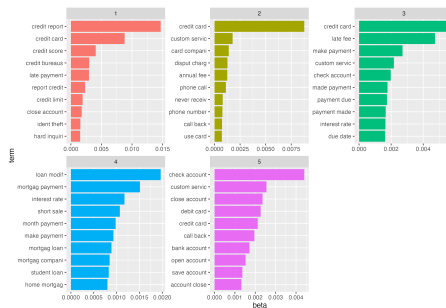 1
credit report
credit card
credit score
credit bureaus
late payment
report credit
credit limit
close account
ident theft
hard inquiri
0.000 0.005 0.010 0.015
2
credit card
custom servic
card compani
disput charg
annual fee
phone call
never receiv
phone number
call back
use card
0.0000 0.0025 0.0050 0.0075
3
credit card
late fee
make payment
custom servic
check account
made payment
payment due
payment made
interest rate
due date
0.000 0.002 0.004
term
4
loan modif
mortgag payment
interest rate
short sale
month payment
make payment
mortgag loan
mortgag compani
student loan
home mortgag
0.0000 0.0005 0.0010 0.0015 0.0020
5
check account
custom servic
close account
debit card
credit card
call back
bank account
open account
save account
account close
0.000 0.001 0.002 0.003 0.004
beta